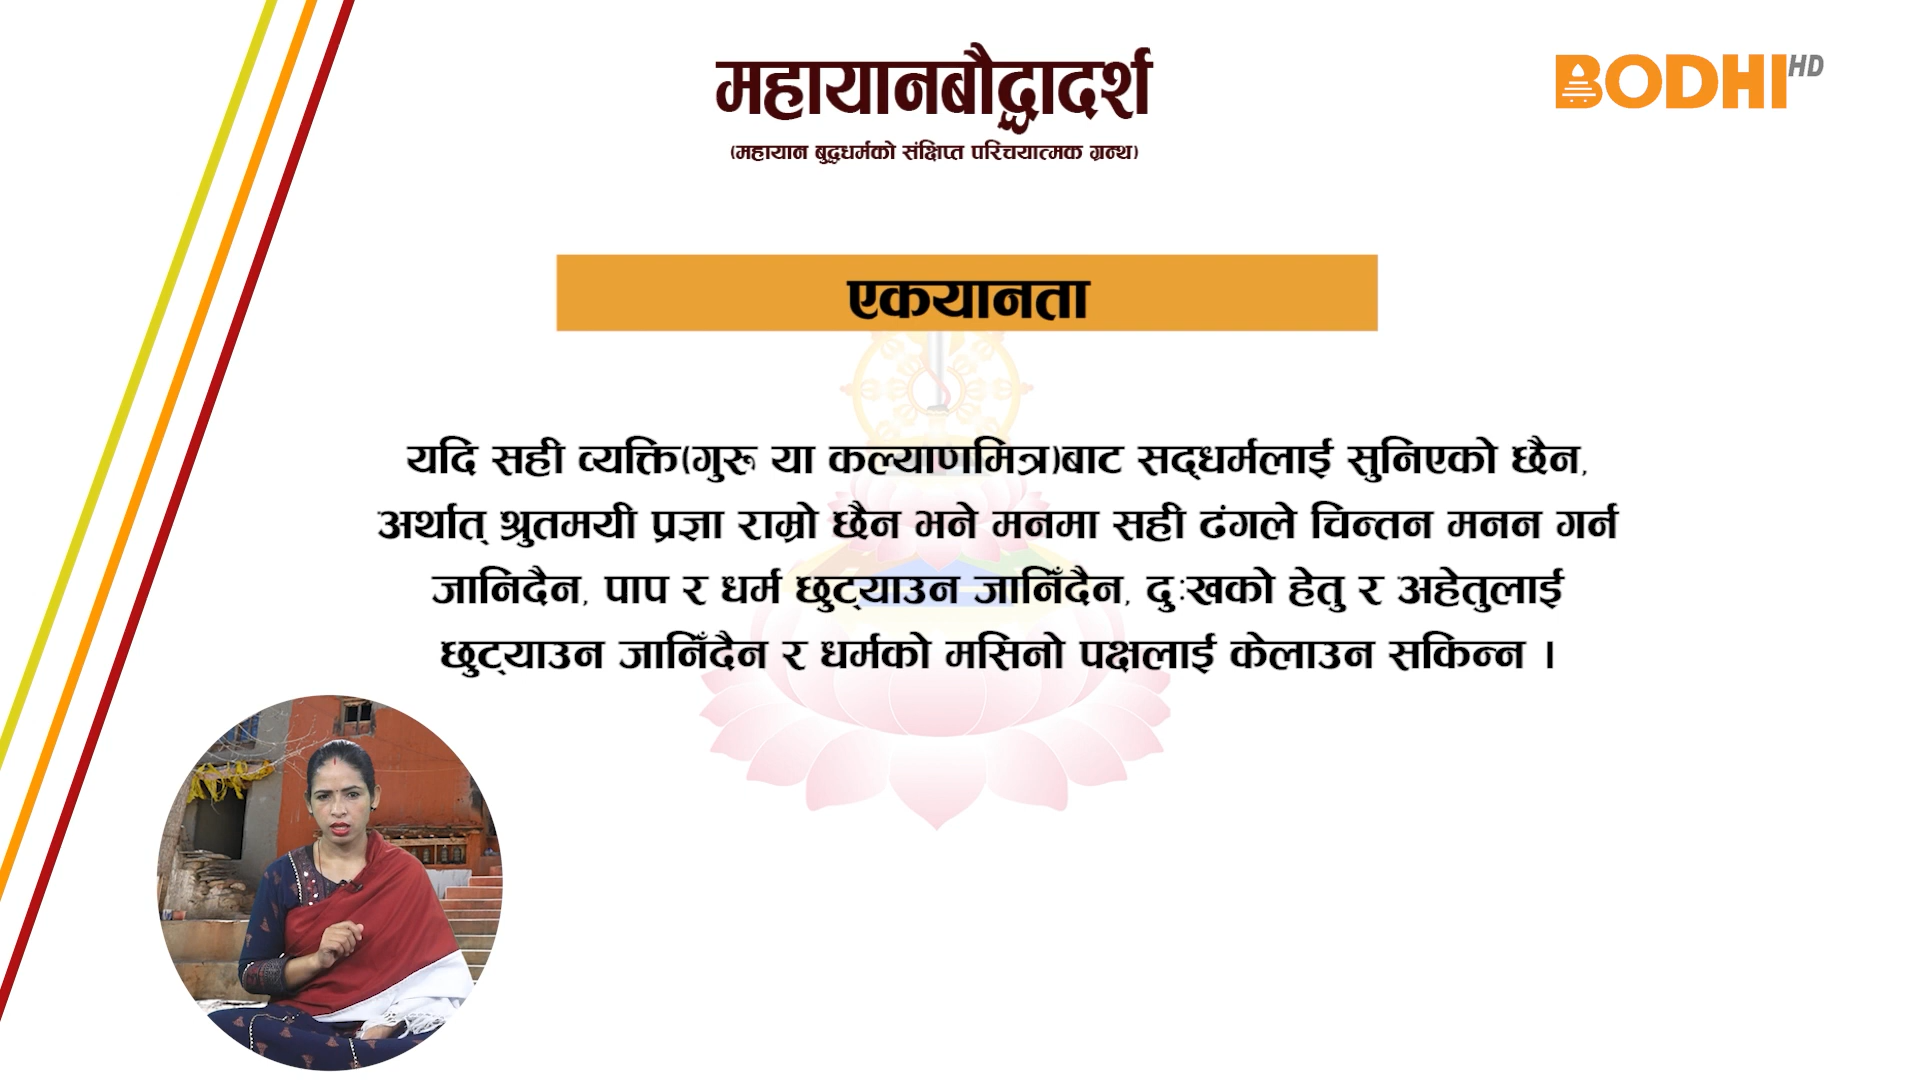 महायानबौद्धादर्श
BODHI HD
(महायान बुद्धधर्मको संक्षिप्त परिचयात्मक ग्रन्थ)
एकयानता
यदि सही व्यक्ति(गुरू या कल्याणमित्र)बाट सद्धर्मलाई सुनिएको छैन,
अर्थात् श्रुतमयी प्रज्ञा राम्रो छैन भने मनमा सही ढंगले चिन्तन मनन गर्न
जानिदैन, पाप र धर्म छुट्याउन जानिँदैन, दुःखको हेतु र अहेतुलाई
छुट्याउन जानिँदैन र धर्मको मसिनो पक्षलाई केलाउन सकिन्न ।